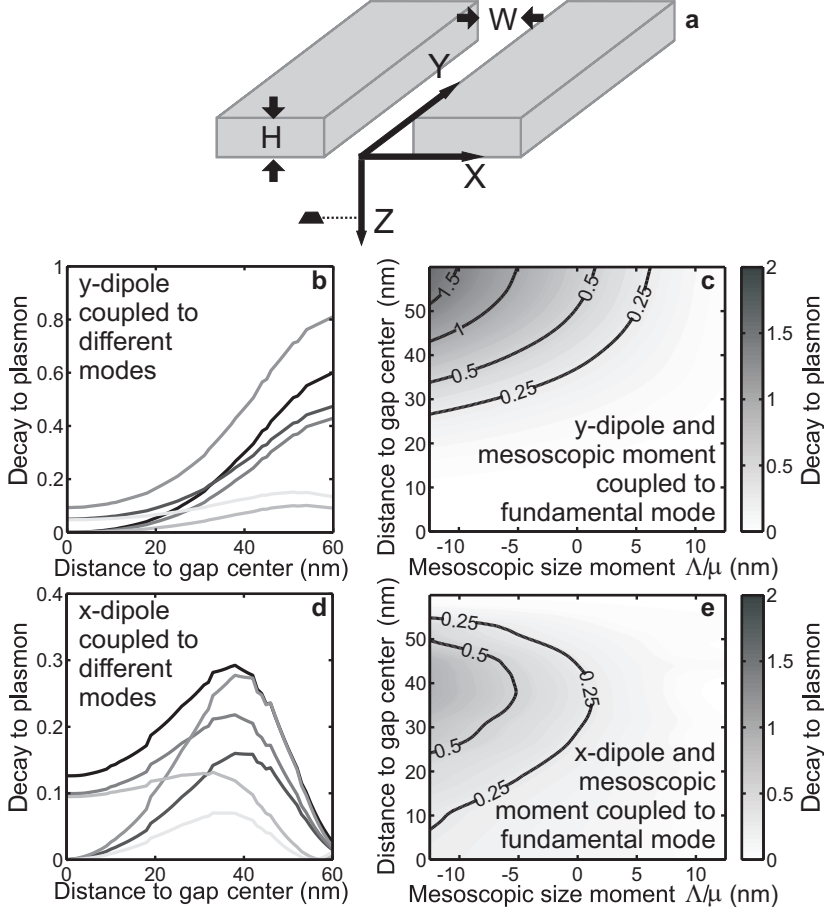 a
W
Y
H
X
Z
b
y-dipole
coupled to
different
modes
Decay to plasmon
1
0.8
0.6
0.4
0.2
0
0 20 40 60
Distance to gap center (nm)
c
1.5
1
0.5
0.5
0.25
0.25
y-dipole and
mesoscopic moment
coupled to
fundamental mode
Distance to gap center (nm)
50
40
30
20
10
0
-10 -5 0 5 10
Mesoscopic size moment Λ/μ (nm)
2
1.5
1
0.5
0
Decay to plasmon
d
x-dipole
coupled to
different
modes
Decay to plasmon
0.4
0.3
0.2
0.1
0
0 20 40 60
Distance to gap center (nm)
e
0.25
0.5
0.25
0.5
0.25
x-dipole and
mesoscopic
moment coupled to
fundamental mode
Distance to gap center (nm)
50
40
30
20
10
0
-10 -5 0 5 10
Mesoscopic size moment Λ/μ (nm)
2
1.5
1
0.5
0
Decay to plasmon